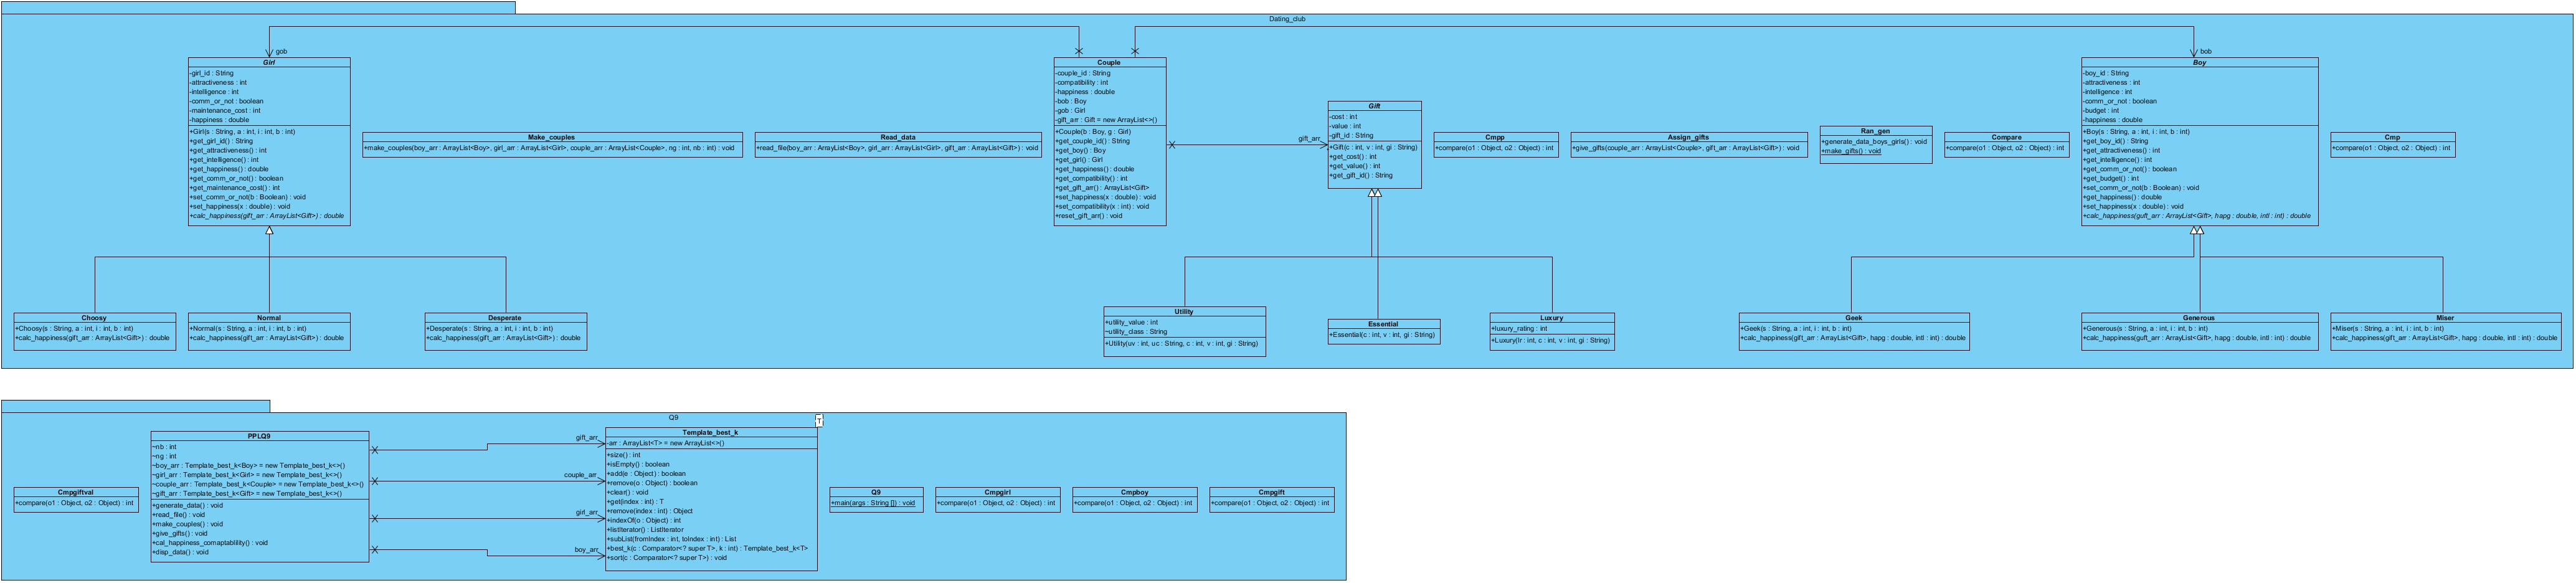 Dating_club
gob
bob
Girl
-girl_id : String
-attractiveness : int
-intelligence : int
-comm_or_not : boolean
-maintenance_cost : int
-happiness : double
+Girl(s : String, a : int, i : int, b : int)
+get_girl_id() : String
+get_attractiveness() : int
+get_intelligence() : int
+get_happiness() : double
+get_comm_or_not() : boolean
+get_maintenance_cost() : int
+set_comm_or_not(b : Boolean) : void
+set_happiness(x : double) : void
+calc_happiness(gift_arr : ArrayList<Gift>) : double
Make_couples
+make_couples(boy_arr : ArrayList<Boy>, girl_arr : ArrayList<Girl>, couple_arr : ArrayList<Couple>, ng : int, nb : int) : void
Read_data
+read_file(boy_arr : ArrayList<Boy>, girl_arr : ArrayList<Girl>, gift_arr : ArrayList<Gift>) : void
Couple
-couple_id : String
-compatibility : int
-happiness : double
-bob : Boy
-gob : Girl
-gift_arr : Gift = new ArrayList<>()
+Couple(b : Boy, g : Girl)
+get_couple_id() : String
+get_boy() : Boy
+get_girl() : Girl
+get_happiness() : double
+get_compatibility() : int
+get_gift_arr() : ArrayList<Gift>
+set_happiness(x : double) : void
+set_compatibility(x : int) : void
+reset_gift_arr() : void
gift_arr
Gift
-cost : int
-value : int
-gift_id : String
+Gift(c : int, v : int, gi : String)
+get_cost() : int
+get_value() : int
+get_gift_id() : String
Cmpp
+compare(o1 : Object, o2 : Object) : int
Assign_gifts
+give_gifts(couple_arr : ArrayList<Couple>, gift_arr : ArrayList<Gift>) : void
Ran_gen
+generate_data_boys_girls() : void
+make_gifts() : void
Compare
+compare(o1 : Object, o2 : Object) : int
Boy
-boy_id : String
-attractiveness : int
-intelligence : int
-comm_or_not : boolean
-budget : int
-happiness : double
+Boy(s : String, a : int, i : int, b : int)
+get_boy_id() : String
+get_attractiveness() : int
+get_intelligence() : int
+get_comm_or_not() : boolean
+get_budget() : int
+set_comm_or_not(b : Boolean) : void
+get_happiness() : double
+set_happiness(x : double) : void
+calc_happiness(guft_arr : ArrayList<Gift>, hapg : double, intl : int) : double
Cmp
+compare(o1 : Object, o2 : Object) : int
Choosy
+Choosy(s : String, a : int, i : int, b : int)
+calc_happiness(gift_arr : ArrayList<Gift>) : double
Normal
+Normal(s : String, a : int, i : int, b : int)
+calc_happiness(gift_arr : ArrayList<Gift>) : double
Desperate
+Desperate(s : String, a : int, i : int, b : int)
+calc_happiness(gift_arr : ArrayList<Gift>) : double
Utility
+utility_value : int
~utility_class : String
+Utility(uv : int, uc : String, c : int, v : int, gi : String)
Essential
+Essential(c : int, v : int, gi : String)
Luxury
+luxury_rating : int
+Luxury(lr : int, c : int, v : int, gi : String)
Geek
+Geek(s : String, a : int, i : int, b : int)
+calc_happiness(gift_arr : ArrayList<Gift>, hapg : double, intl : int) : double
Generous
+Generous(s : String, a : int, i : int, b : int)
+calc_happiness(guft_arr : ArrayList<Gift>, hapg : double, intl : int) : double
Miser
+Miser(s : String, a : int, i : int, b : int)
+calc_happiness(gift_arr : ArrayList<Gift>, hapg : double, intl : int) : double
Q9
Cmpgiftval
+compare(o1 : Object, o2 : Object) : int
PPLQ9
~nb : int
~ng : int
~boy_arr : Template_best_k<Boy> = new Template_best_k<>()
~girl_arr : Template_best_k<Girl> = new Template_best_k<>()
~couple_arr : Template_best_k<Couple> = new Template_best_k<>()
~gift_arr : Template_best_k<Gift> = new Template_best_k<>()
+generate_data() : void
+read_file() : void
+make_couples() : void
+give_gifts() : void
+cal_happiness_comaptablility() : void
+disp_data() : void
gift_arr
couple_arr
girl_arr
boy_arr
T
Template_best_k
-arr : ArrayList<T> = new ArrayList<>()
+size() : int
+isEmpty() : boolean
+add(e : Object) : boolean
+remove(o : Object) : boolean
+clear() : void
+get(index : int) : T
+remove(index : int) : Object
+indexOf(o : Object) : int
+listIterator() : ListIterator
+subList(fromIndex : int, toIndex : int) : List
+best_k(c : Comparator<? super T>, k : int) : Template_best_k<T>
+sort(c : Comparator<? super T>) : void
Q9
+main(args : String []) : void
Cmpgirl
+compare(o1 : Object, o2 : Object) : int
Cmpboy
+compare(o1 : Object, o2 : Object) : int
Cmpgift
+compare(o1 : Object, o2 : Object) : int